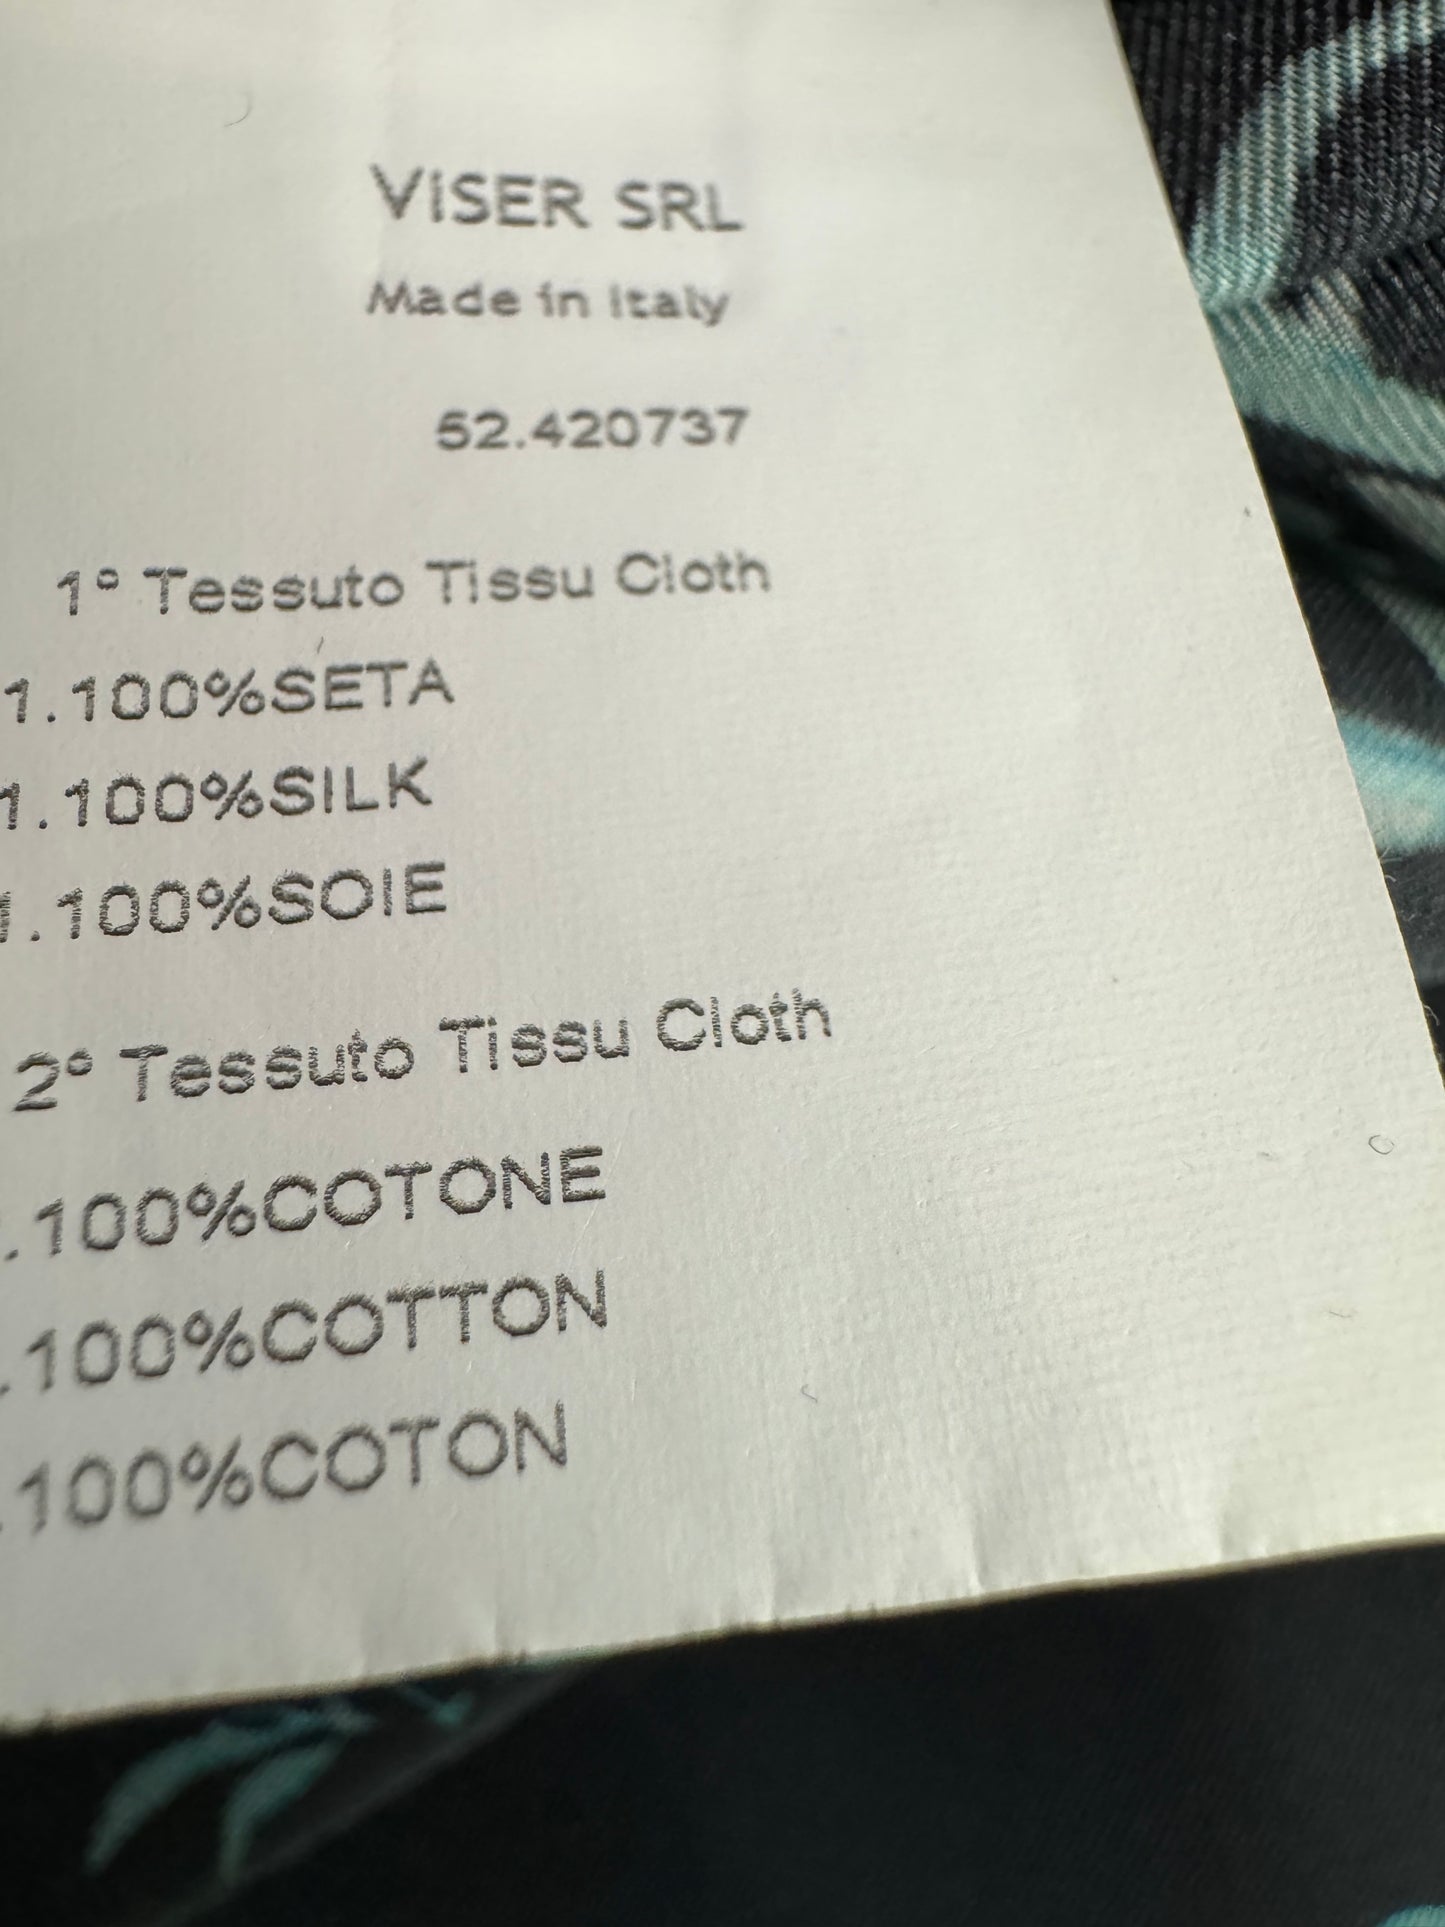 VISER SRL
Made in Italy
52.420737
1° Tessuto Tissu Cloth
1.100%SETA
1.100%SILK
1.100%SOIE
2° Tessuto Tissu Cloth
.100%COTONE
.100%COTTON
.100%COTON